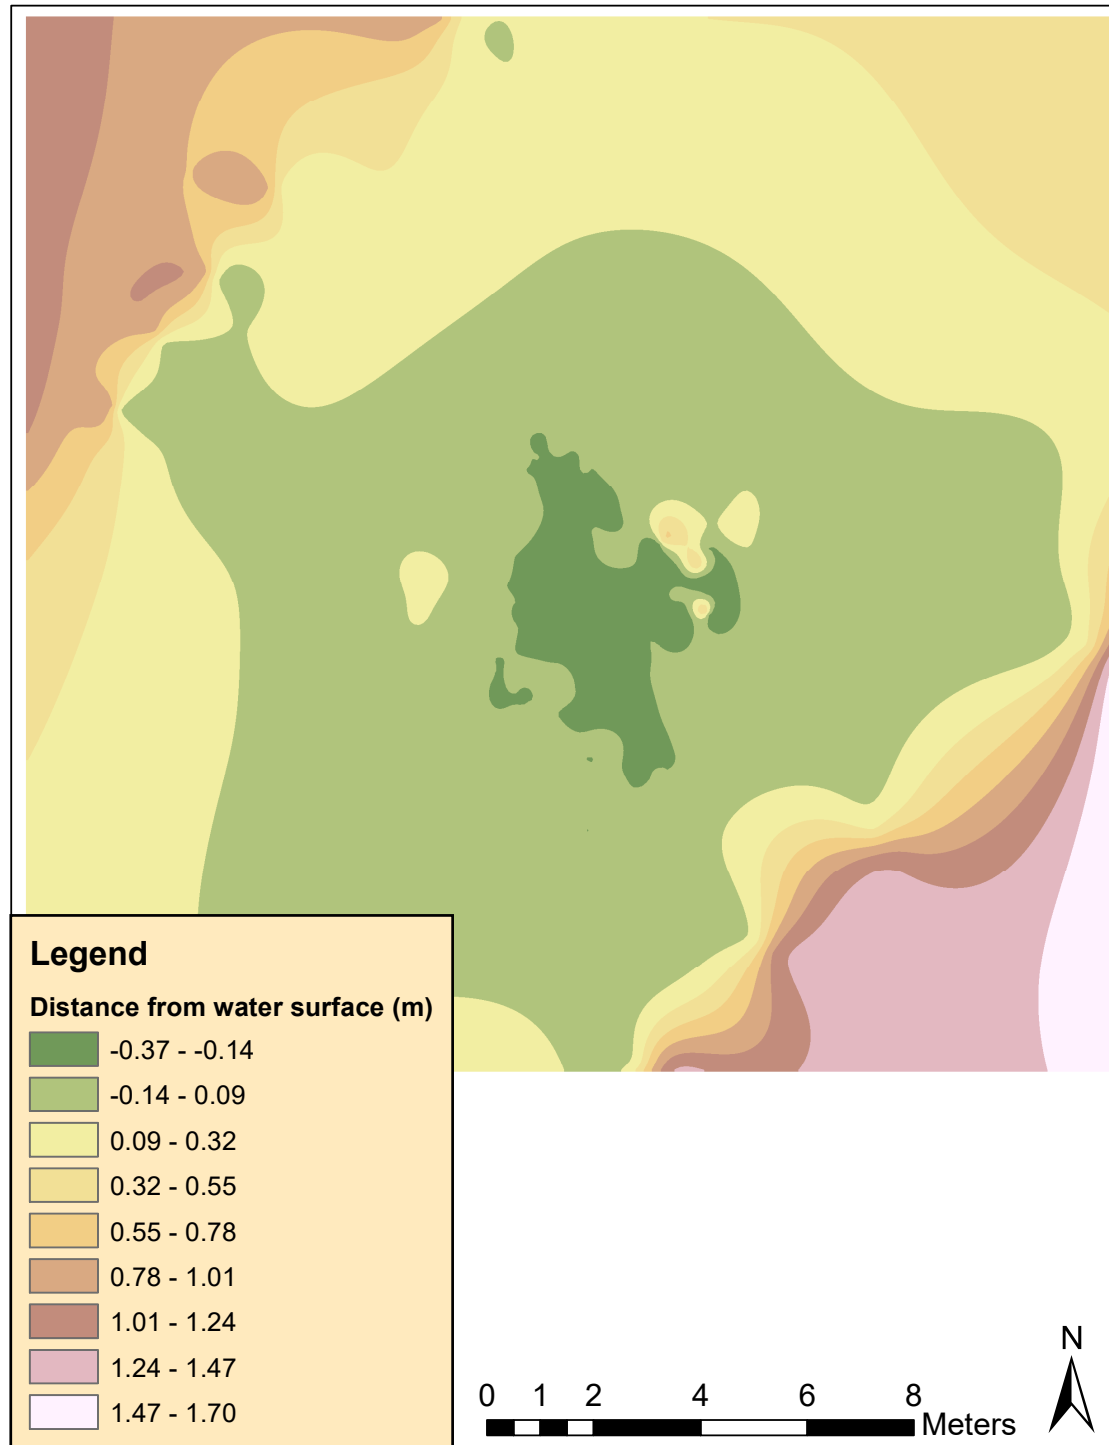 Legend
Distance from water surface (m)
-0.37 - -0.14
-0.14 - 0.09
0.09 - 0.32
0.32 - 0.55
0.55 - 0.78
0.78 - 1.01
1.01 - 1.24
1.24 - 1.47
1.47 - 1.70
0 1 2 4 6 8
Meters
N